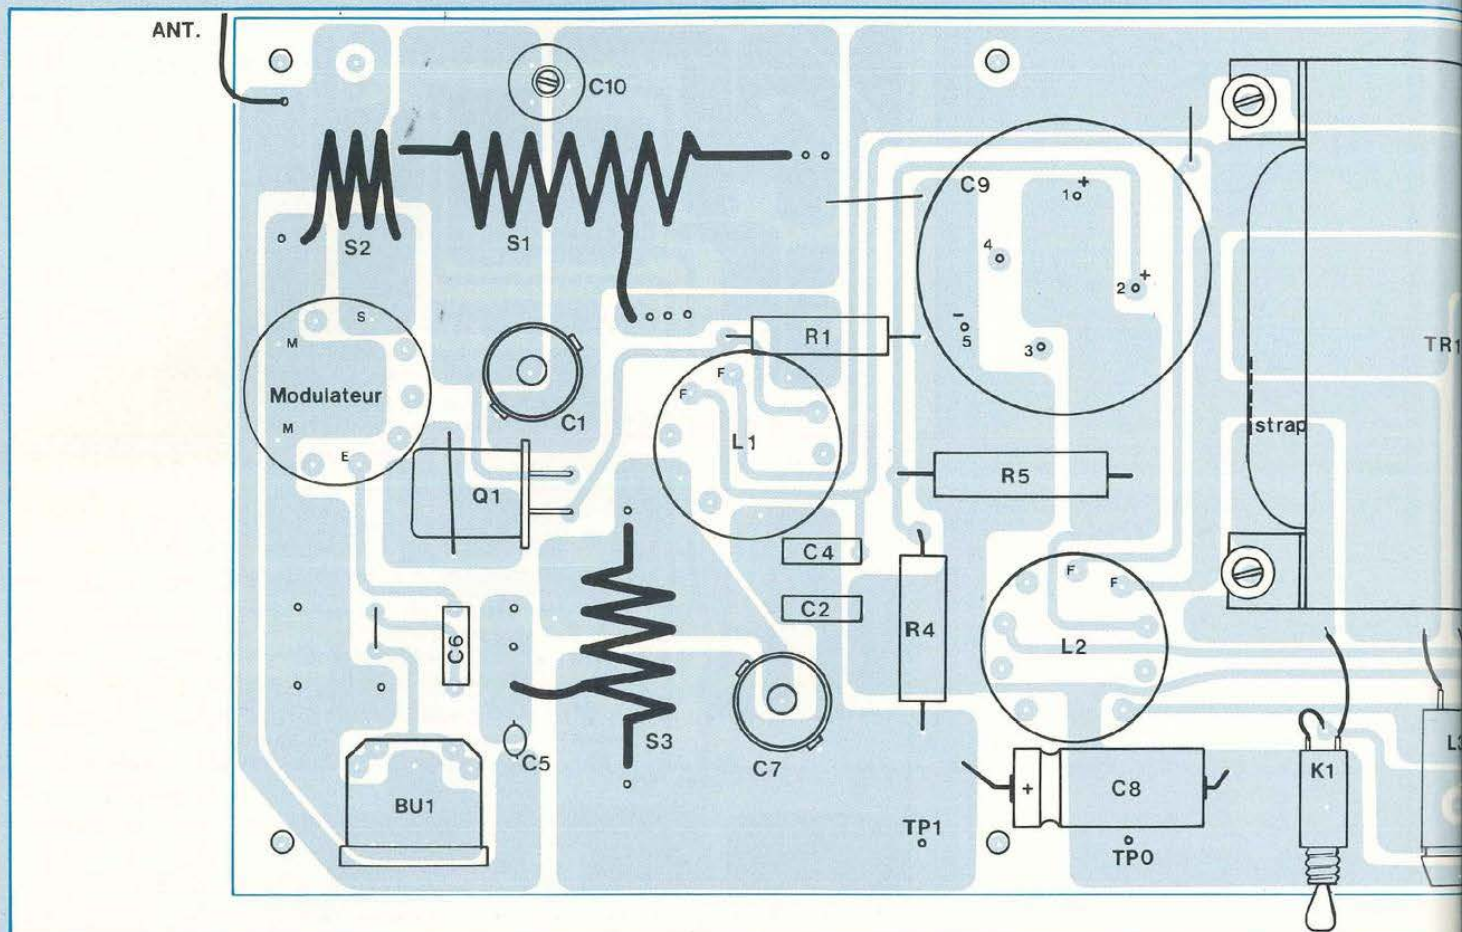 ANT.
C10
C9
1 +
S2
S1
4
2 +
S
M
-
5
3
R1
TR1
F
F
Modulateur
C1
M
L1
strap
E
Q1
R5
C4
F
F
C2
R4
C6
L2
S3
C5
C7
K1
L3
BU1
+
C8
TP1
TP0